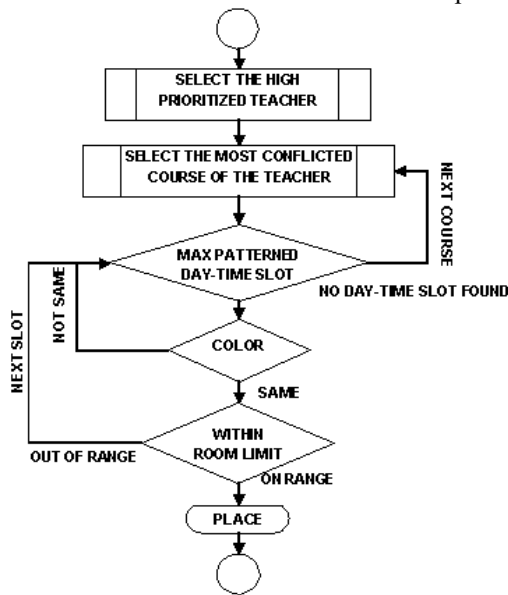 SELECT THE HIGH
PRIORITIZED TEACHER
SELECT THE MOST CONFLICTED
COURSE OF THE TEACHER
NEXT COURSE
MAX PATTERNED
DAY-TIME SLOT
NO DAY-TIME SLOT FOUND
NOT SAME
NEXT SLOT
COLOR
SAME
WITHIN
ROOM LIMIT
OUT OF RANGE
ON RANGE
PLACE